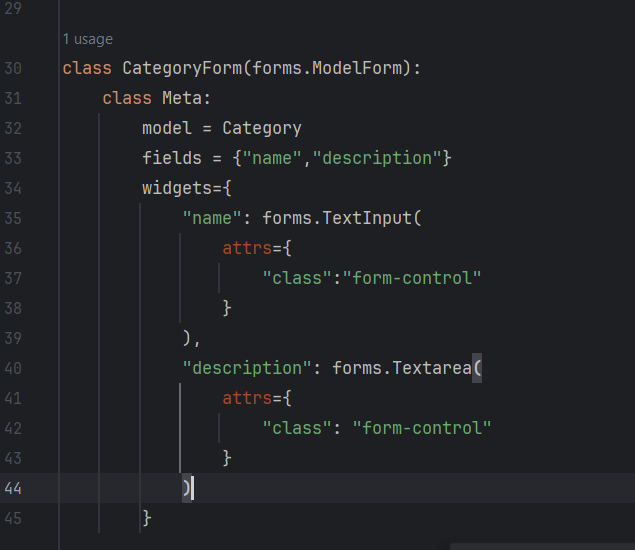 29
1 usage
30 class CategoryForm(forms.ModelForm):
31 class Meta:
32 model = Category
33 fields = {"name","description"}
34 widgets={
35 "name": forms.TextInput(
36 attrs={
37 "class":"form-control"
38 }
39 ),
40 "description": forms.Textarea(
41 attrs={
42 "class": "form-control"
43 }
44 )
45 }